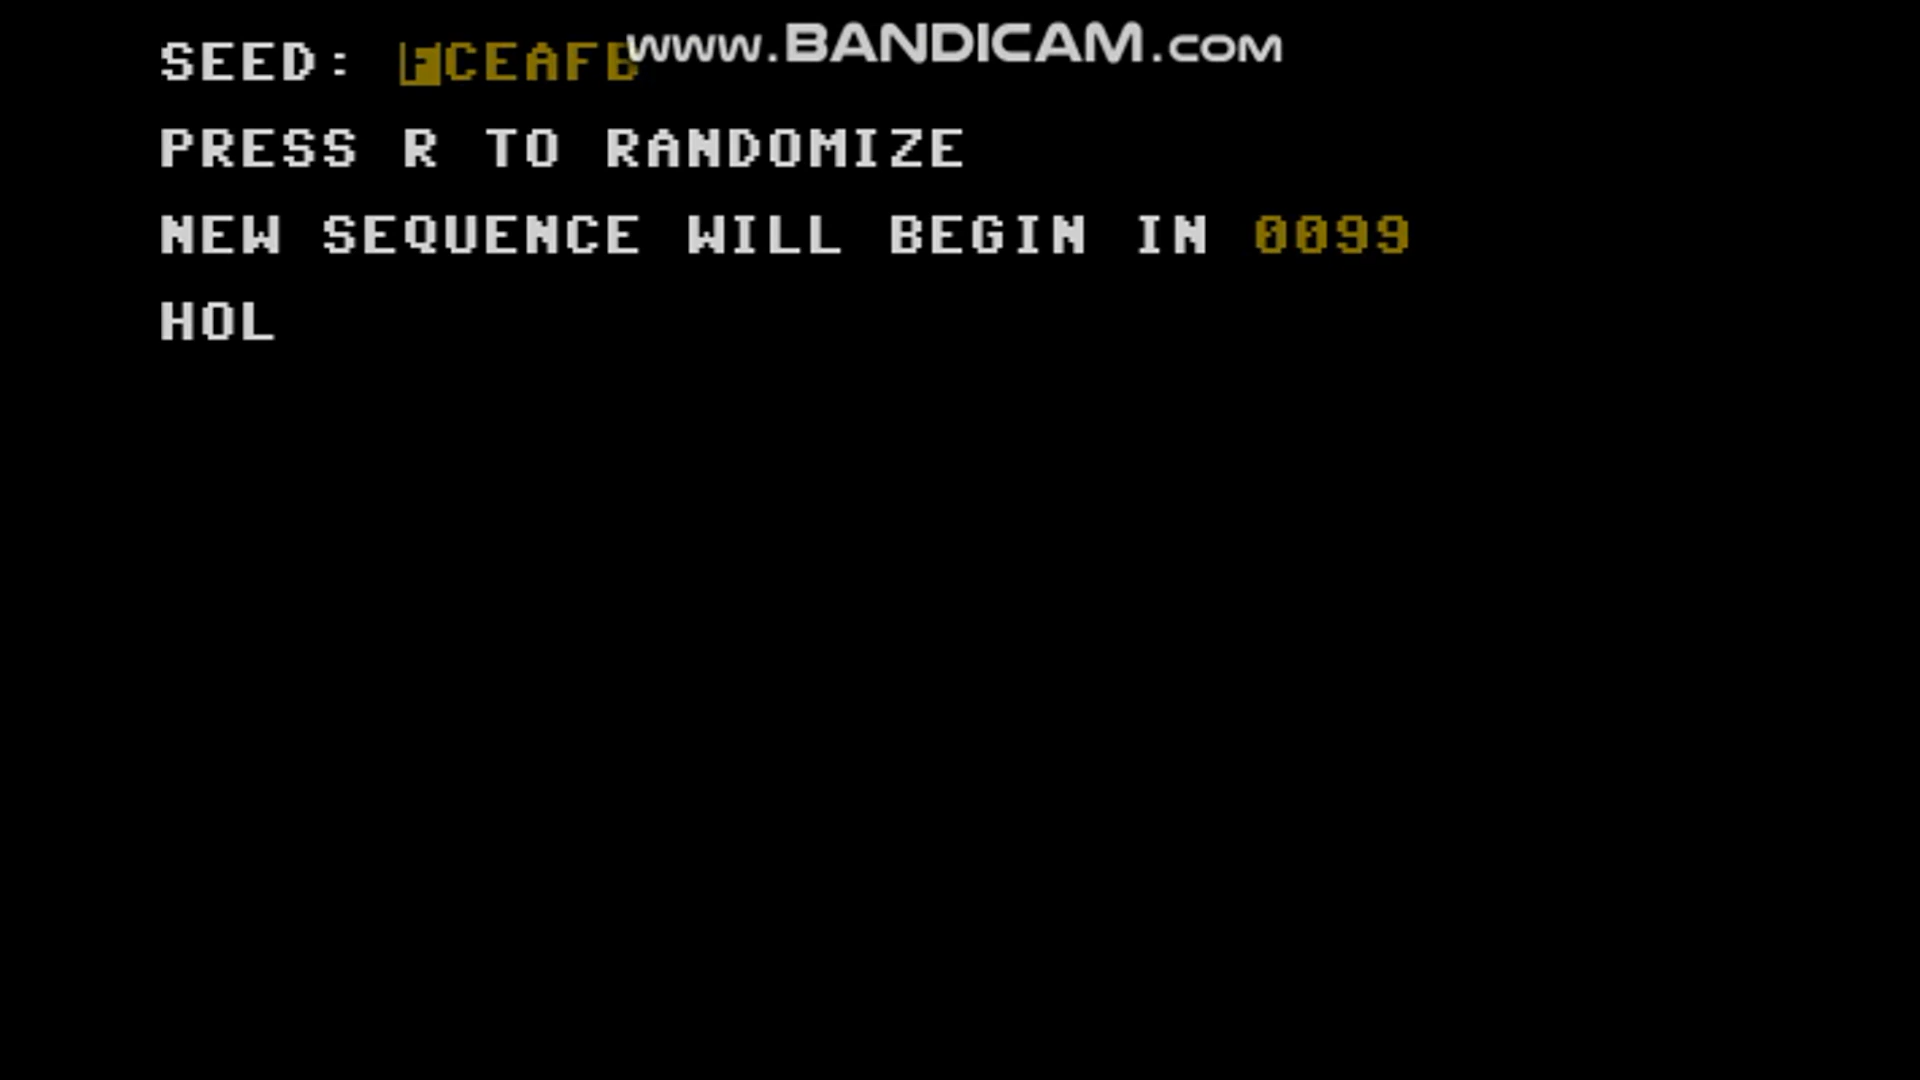 SEED: FCEAFB www.BANDICAM.com
PRESS R TO RANDOMIZE
NEW SEQUENCE WILL BEGIN IN 0099
HOL